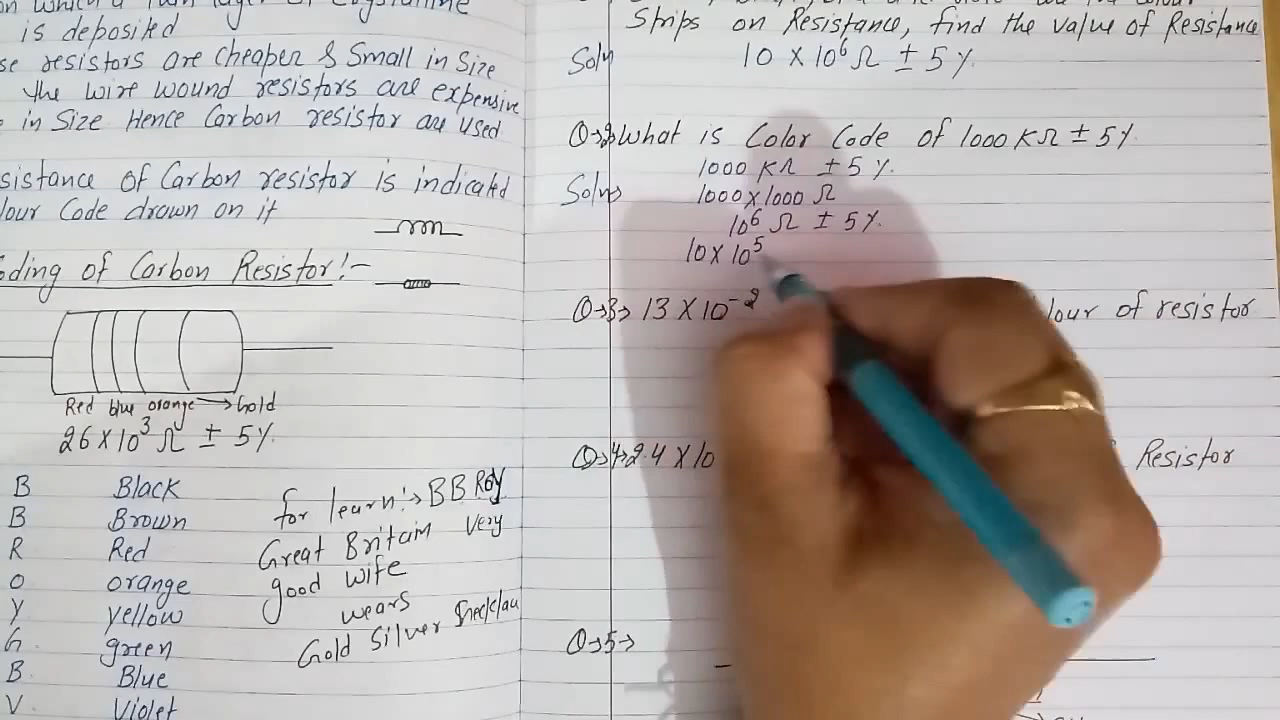 is deposited
se resistors are Cheaper & Small in Size
the wire wound resistors are expensive
in Size Hence Carbon resistor are used
sistance of Carbon resistor is indicated
lour Code drawn on it
ding of Carbon Resistor:-
Red blue orange Gold
26 X 10³ Ω ± 5%
B Black
B Brown
R Red
O orange
Y yellow
G green
B Blue
V Violet
for learn:→ B B Roy
Great Britain Very
good wife
wears
Gold Silver
Strips on Resistance, find the value of Resistance
Soln 10 X 10⁶ Ω ± 5%
Q→2 What is Color Code of 1000 KΩ ± 5%.
1000 KΩ ± 5%.
Soln 1000 X 1000 Ω
10⁶ Ω ± 5%.
10 X 10⁵
Q→3→ 13 X 10⁻² lour of resistor
Q→4→ 2.4 X 10 Resistor
Q→5→